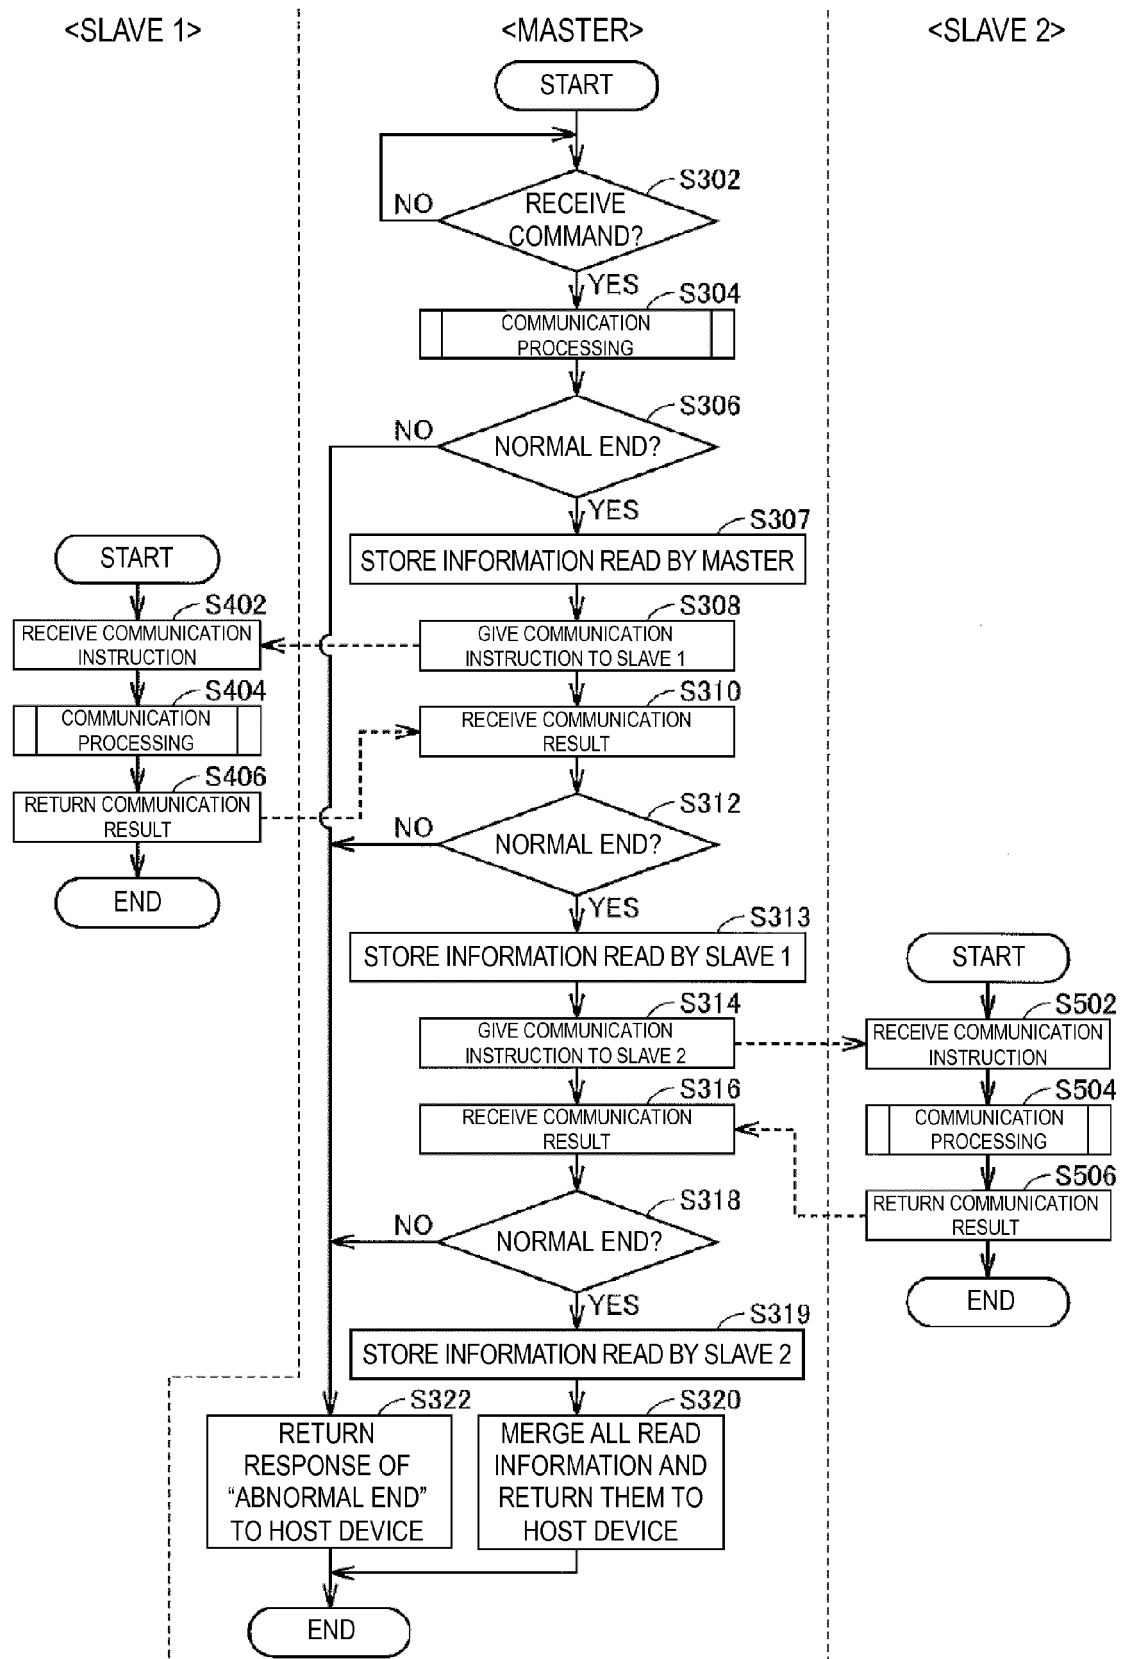 <SLAVE 1>
<MASTER>
<SLAVE 2>
START
S302
NO
RECEIVE
COMMAND?
YES
S304
COMMUNICATION
PROCESSING
S306
NO
NORMAL END?
YES
S307
STORE INFORMATION READ BY MASTER
START
S402
RECEIVE COMMUNICATION
INSTRUCTION
S308
GIVE COMMUNICATION
INSTRUCTION TO SLAVE 1
S404
COMMUNICATION
PROCESSING
S310
RECEIVE COMMUNICATION
RESULT
S406
RETURN COMMUNICATION
RESULT
S312
NO
NORMAL END?
END
YES
S313
STORE INFORMATION READ BY SLAVE 1
START
S314
GIVE COMMUNICATION
INSTRUCTION TO SLAVE 2
S502
RECEIVE COMMUNICATION
INSTRUCTION
S316
RECEIVE COMMUNICATION
RESULT
S504
COMMUNICATION
PROCESSING
S506
RETURN COMMUNICATION
RESULT
S318
NO
NORMAL END?
END
YES
S319
STORE INFORMATION READ BY SLAVE 2
S322
RETURN
RESPONSE OF
“ABNORMAL END”
TO HOST DEVICE
S320
MERGE ALL READ
INFORMATION AND
RETURN THEM TO
HOST DEVICE
END